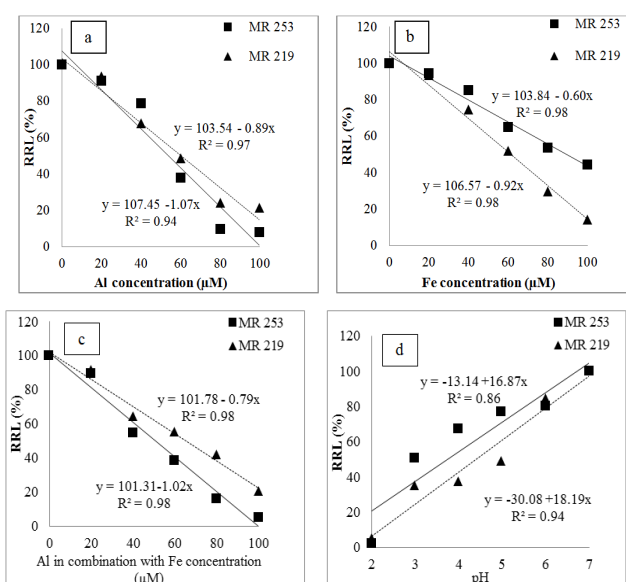 a
MR 253
MR 219
120
100
80
60
40
20
0
RRL (%)
y = 103.54 - 0.89x
R² = 0.97
y = 107.45 -1.07x
R² = 0.94
0 20 40 60 80 100
Al concentration (µM)
b
MR 253
MR 219
120
100
80
60
40
20
0
RRL (%)
y = 103.84 - 0.60x
R² = 0.98
y = 106.57 - 0.92x
R² = 0.98
0 20 40 60 80 100
Fe concentration (µM)
c
MR 253
MR 219
120
100
80
60
40
20
0
RRL (%)
y = 101.78 - 0.79x
R² = 0.98
y = 101.31-1.02x
R² = 0.98
0 20 40 60 80 100
Al in combination with Fe concentration
(µM)
d
MR 253
MR 219
120
100
80
60
40
20
0
RRL (%)
y = -13.14 +16.87x
R² = 0.86
y = -30.08 +18.19x
R² = 0.94
2 3 4 5 6 7
pH